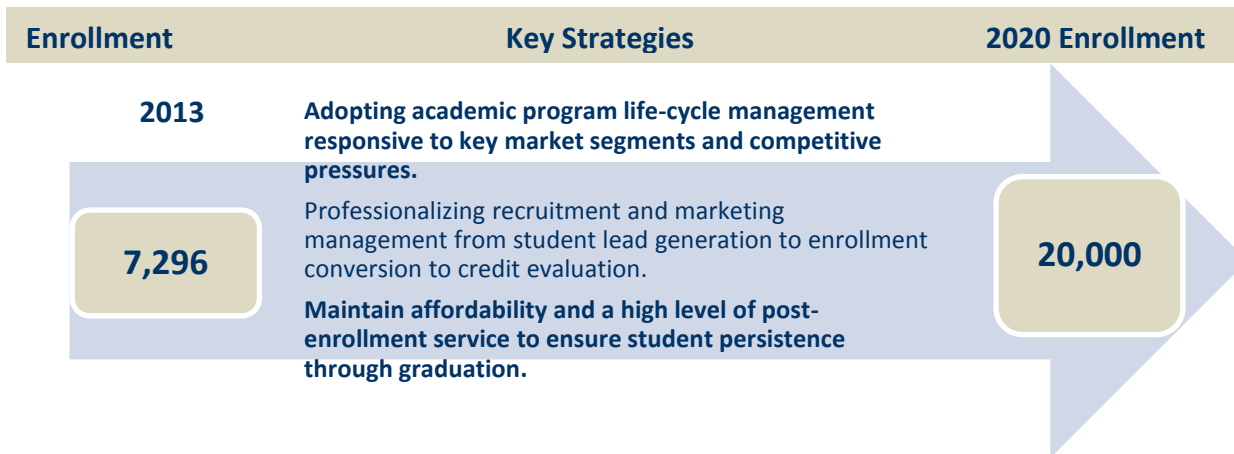 Enrollment Key Strategies 2020 Enrollment
2013
Adopting academic program life-cycle management
responsive to key market segments and competitive
pressures.
7,296
Professionalizing recruitment and marketing
management from student lead generation to enrollment
conversion to credit evaluation.
Maintain affordability and a high level of post-
enrollment service to ensure student persistence
through graduation.
20,000